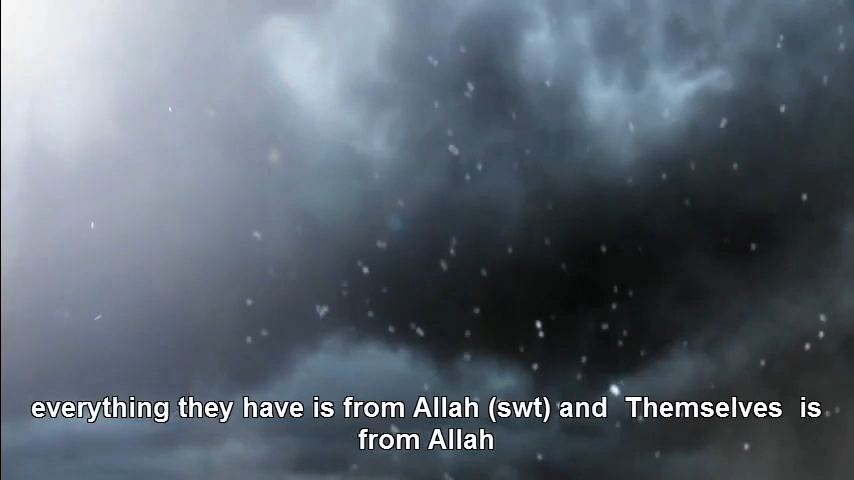 everything they have is from Allah (swt) and  Themselves  is
from Allah